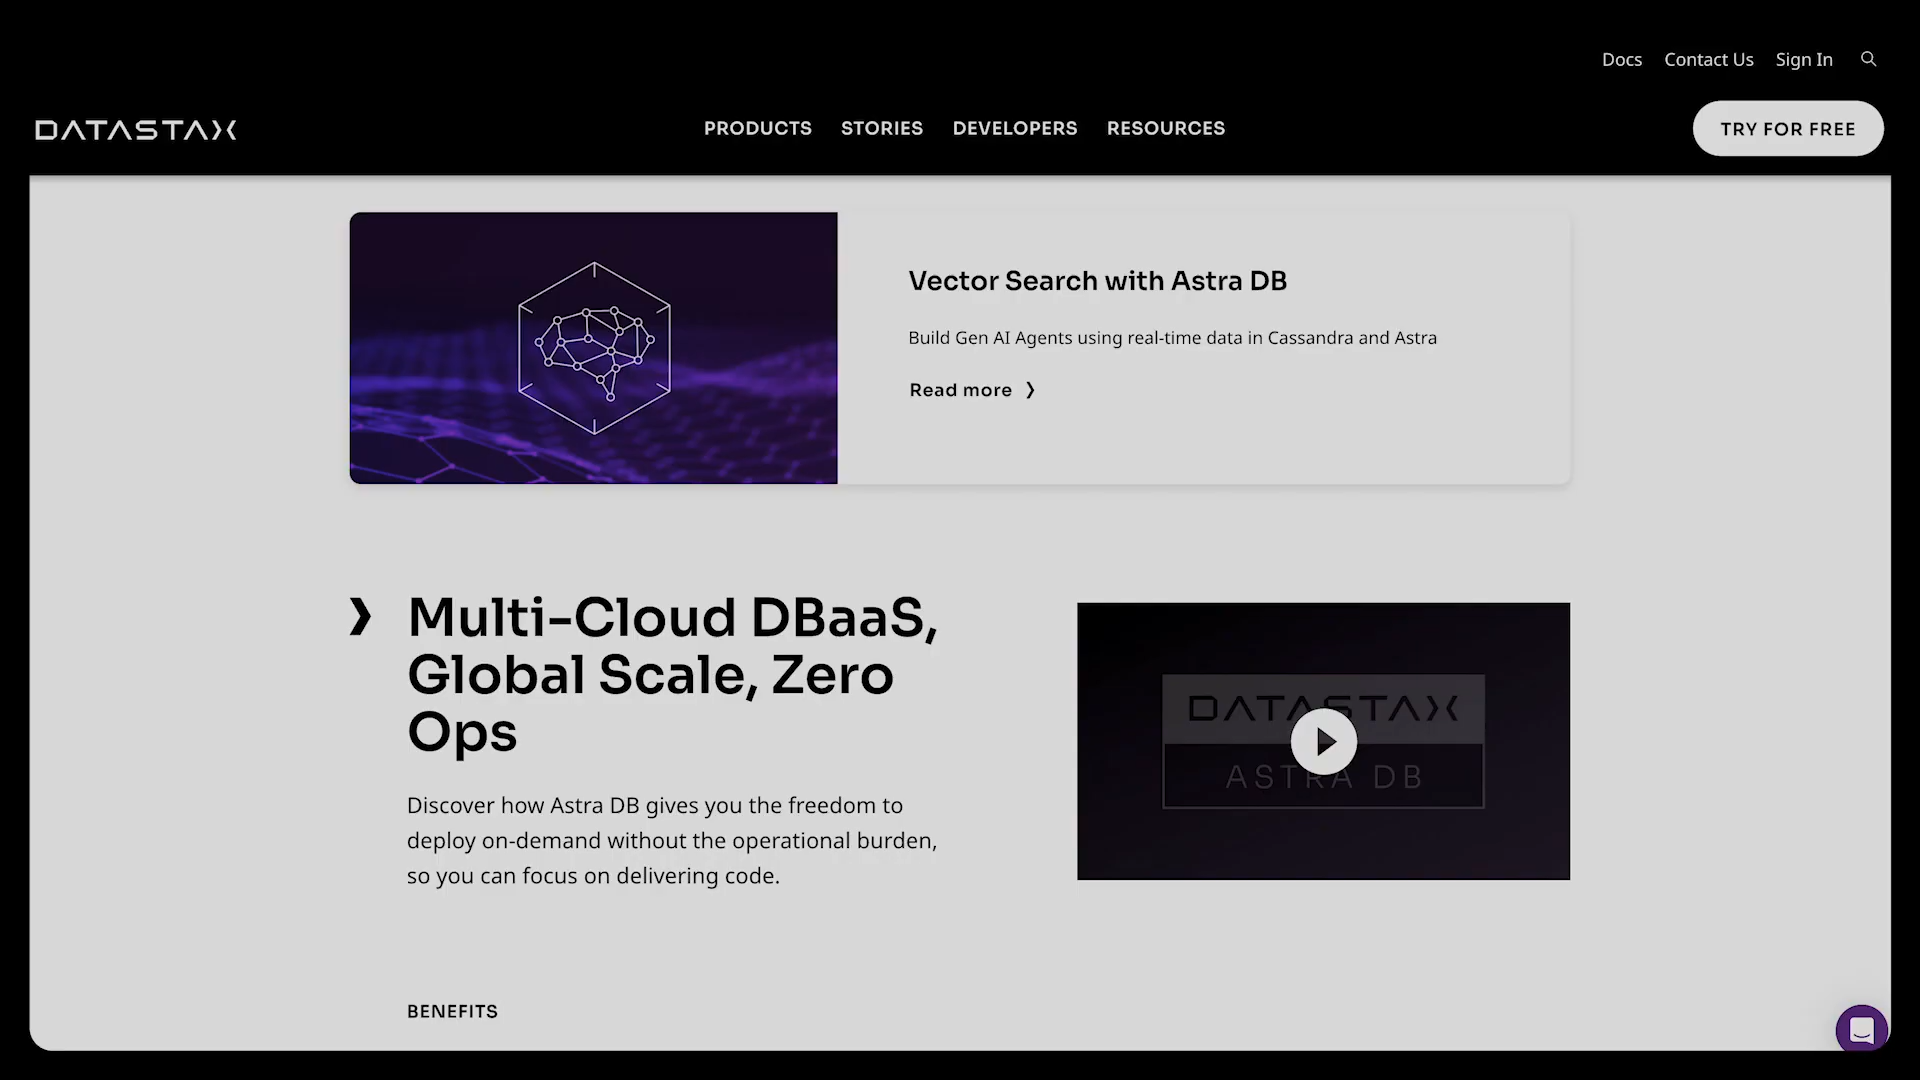 Docs Contact Us Sign In
DATASTAX
PRODUCTS STORIES DEVELOPERS RESOURCES
TRY FOR FREE
Vector Search with Astra DB
Build Gen AI Agents using real-time data in Cassandra and Astra
Read more
Multi-Cloud DBaaS,
Global Scale, Zero
Ops
Discover how Astra DB gives you the freedom to
deploy on-demand without the operational burden,
so you can focus on delivering code.
DATASTAX
ASTRA DB
BENEFITS